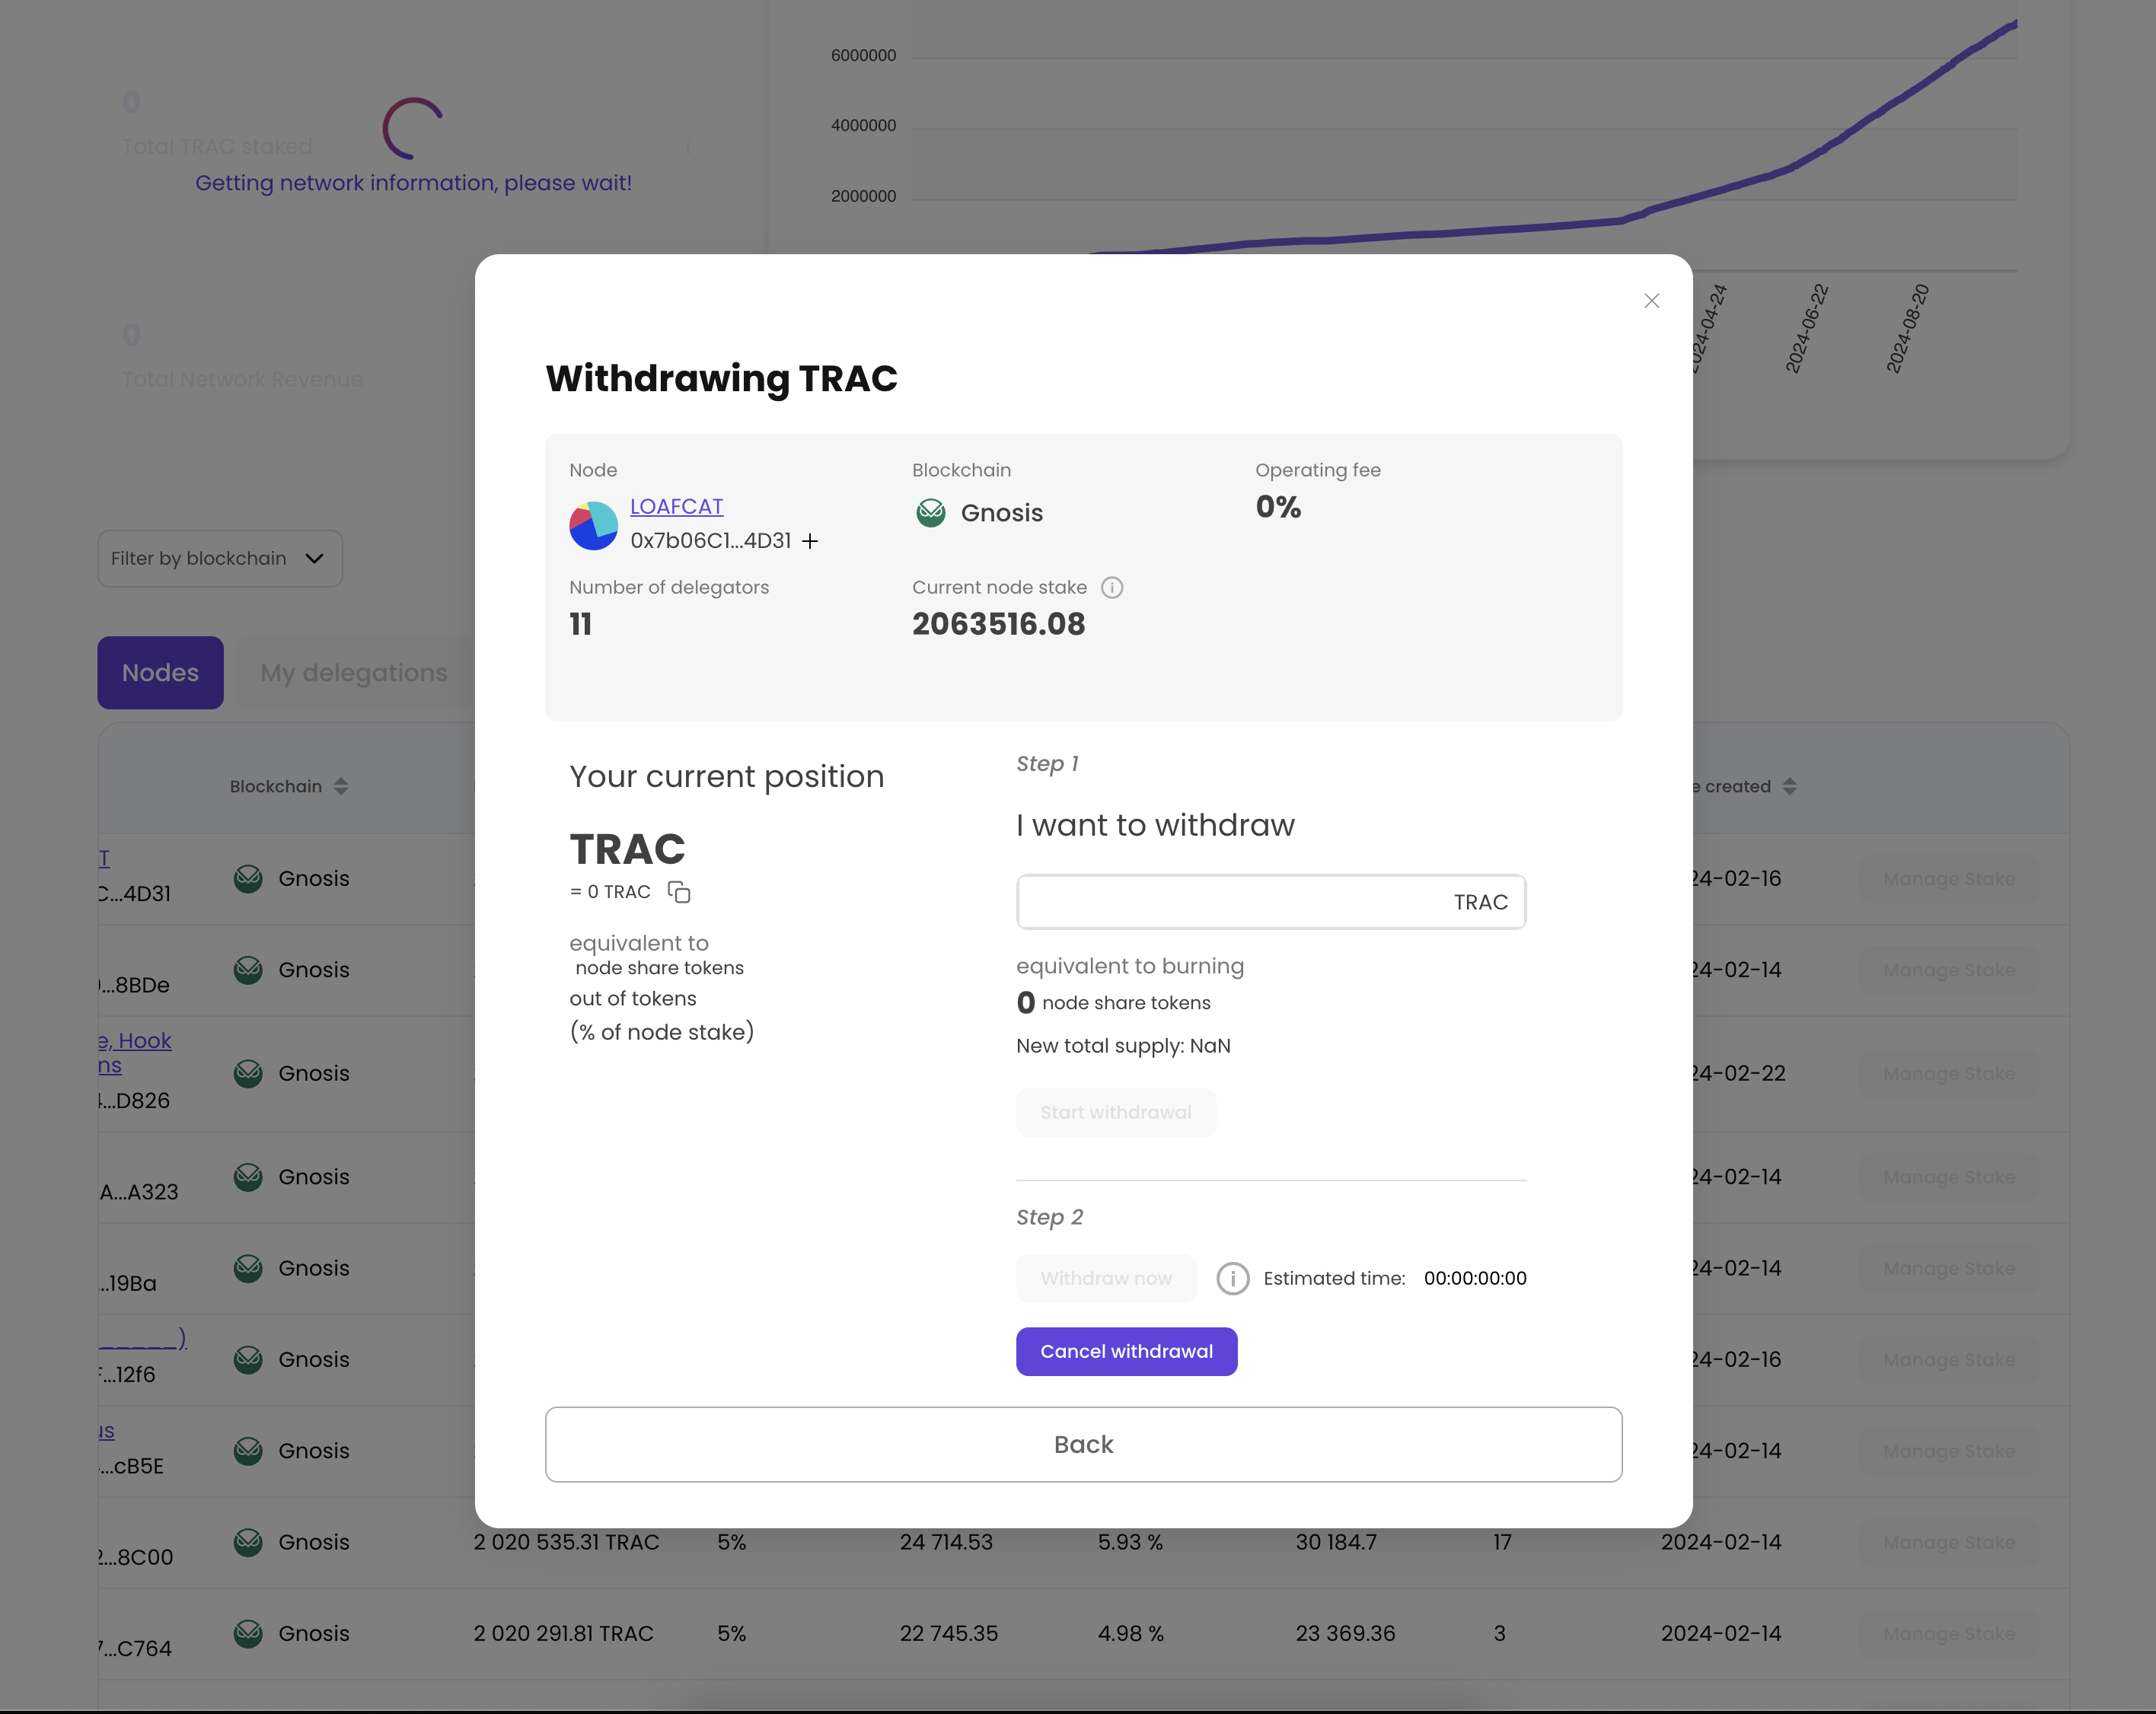 6000000
4000000
2000000
0
Total TRAC staked
i
Getting network information, please wait!
0
Total Network Revenue
24-04-24
2024-06-22
2024-08-20
Filter by blockchain
Nodes
My delegations
Withdrawing TRAC
Node
LOAFCAT
0x7b06C1...4D31 +
Blockchain
Gnosis
Operating fee
0%
Number of delegators
11
Current node stake
2063516.08
Your current position
TRAC
= 0 TRAC
equivalent to
node share tokens
out of tokens
(% of node stake)
Step 1
I want to withdraw
TRAC
equivalent to burning
0 node share tokens
New total supply: NaN
Start withdrawal
Step 2
Withdraw now
Estimated time: 00:00:00:00
Cancel withdrawal
Back
Blockchain
e created
T
C...4D31
Gnosis
24-02-16
Manage Stake
...8BDe
Gnosis
24-02-14
Manage Stake
e, Hook
ns
...D826
Gnosis
24-02-22
Manage Stake
A...A323
Gnosis
24-02-14
Manage Stake
...19Ba
Gnosis
24-02-14
Manage Stake
_____)
...12f6
Gnosis
24-02-16
Manage Stake
us
...cB5E
Gnosis
24-02-14
Manage Stake
2...8C00
Gnosis
2 020 535.31 TRAC
5%
24 714.53
5.93 %
30 184.7
17
2024-02-14
Manage Stake
7...C764
Gnosis
2 020 291.81 TRAC
5%
22 745.35
4.98 %
23 369.36
3
2024-02-14
Manage Stake